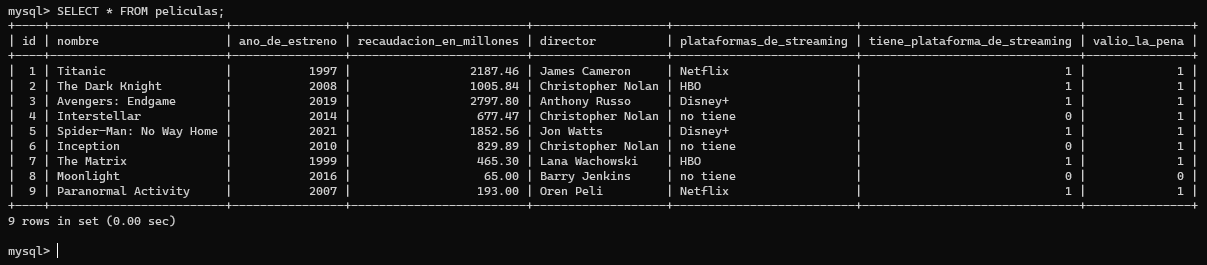 mysql> SELECT * FROM peliculas;
+----+-------------------------+----------------+--------------------------+-------------------+---------------------------+-------------------------------+---------------+
| id | nombre                  | ano_de_estreno | recaudacion_en_millones | director          | plataformas_de_streaming | tiene_plataforma_de_streaming | valio_la_pena |
+----+-------------------------+----------------+--------------------------+-------------------+---------------------------+-------------------------------+---------------+
| 1 | Titanic | 1997 | 2187.46 | James Cameron | Netflix | 1 | 1 |
| 2 | The Dark Knight | 2008 | 1005.84 | Christopher Nolan | HBO | 1 | 1 |
| 3 | Avengers: Endgame | 2019 | 2797.80 | Anthony Russo | Disney+ | 1 | 1 |
| 4 | Interstellar | 2014 | 677.47 | Christopher Nolan | no tiene | 0 | 1 |
| 5 | Spider-Man: No Way Home | 2021 | 1852.56 | Jon Watts | Disney+ | 1 | 1 |
| 6 | Inception | 2010 | 829.89 | Christopher Nolan | no tiene | 0 | 1 |
| 7 | The Matrix | 1999 | 465.30 | Lana Wachowski | HBO | 1 | 1 |
| 8 | Moonlight | 2016 | 65.00 | Barry Jenkins | no tiene | 0 | 0 |
| 9 | Paranormal Activity | 2007 | 193.00 | Oren Peli | Netflix | 1 | 1 |
+----+-------------------------+----------------+--------------------------+-------------------+---------------------------+-------------------------------+---------------+
9 rows in set (0.00 sec)
mysql>